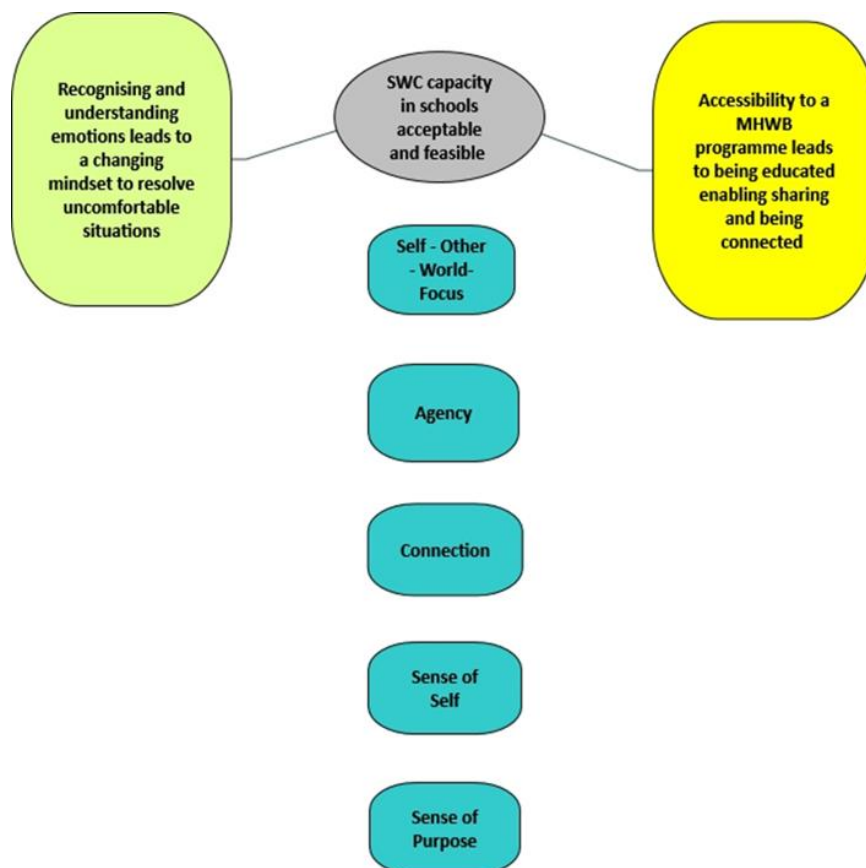 Recognising and
understanding
emotions leads to
a changing
mindset to resolve
uncomfortable
situations
SWC capacity
in schools
acceptable
and feasible
Accessibility to a
MHWB
programme leads
to being educated
enabling sharing
and being
connected
Self - Other
- World-
Focus
Agency
Connection
Sense of
Self
Sense of
Purpose